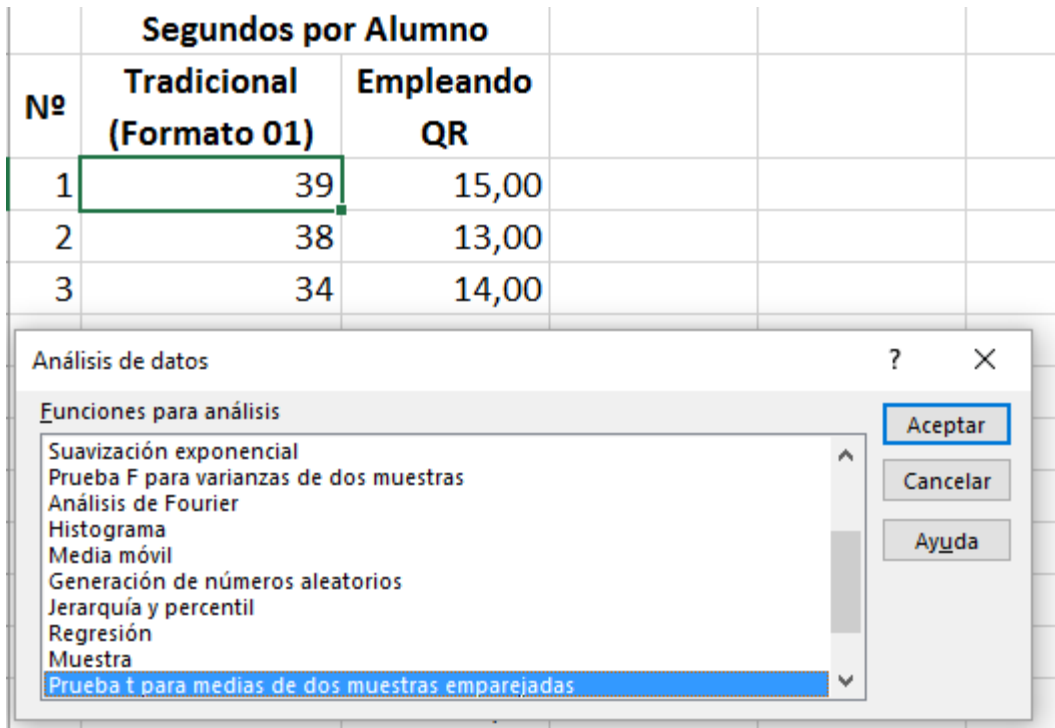 Segundos por Alumno
Nº Tradicional (Formato 01) Empleando QR
1 39 15,00
2 38 13,00
3 34 14,00
Análisis de datos ? ×
Funciones para análisis
Suavización exponencial
Prueba F para varianzas de dos muestras
Análisis de Fourier
Histograma
Media móvil
Generación de números aleatorios
Jerarquía y percentil
Regresión
Muestra
Prueba t para medias de dos muestras emparejadas
Aceptar
Cancelar
Ayuda